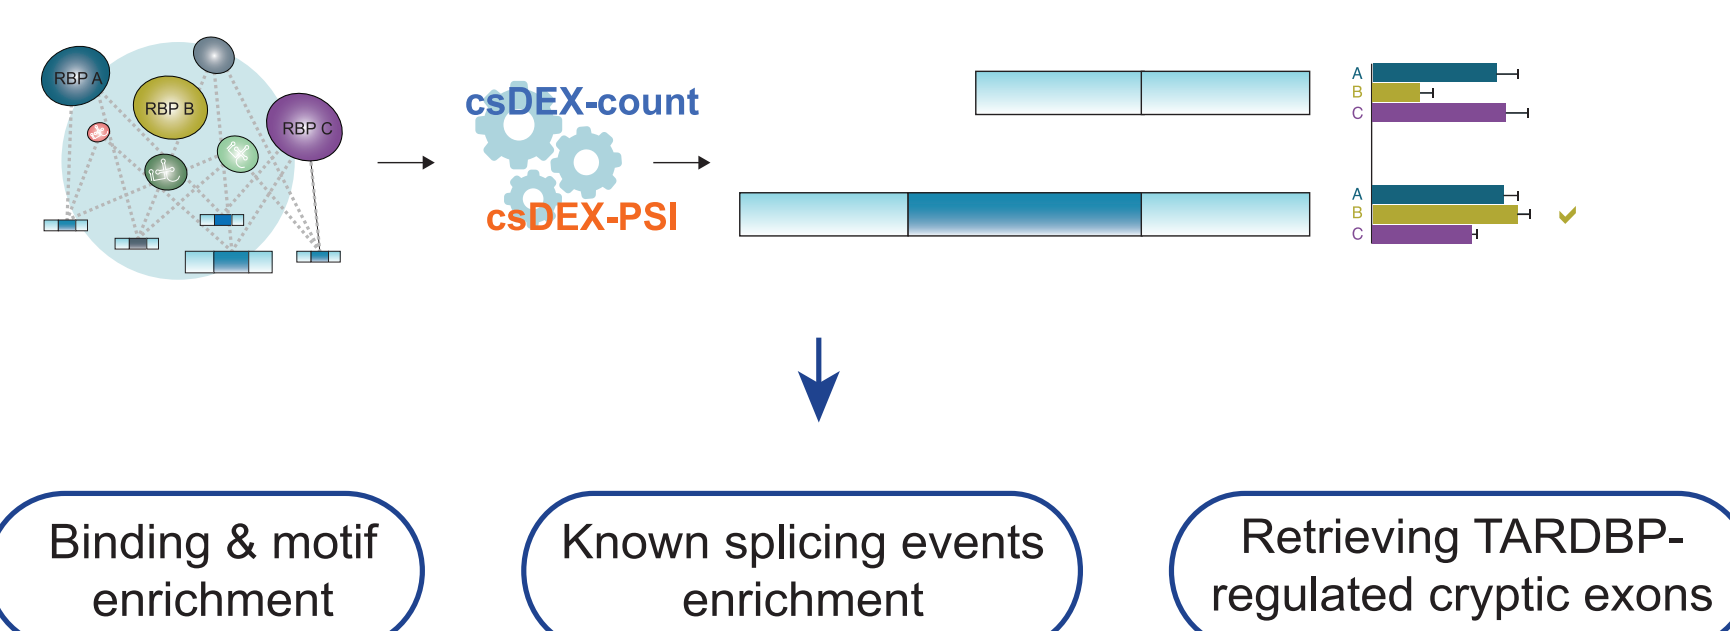 RBP A
RBP B
RBP C
csDEX-count
csDEX-PSI
A
B
C
A
B
C
Binding & motif
enrichment
Known splicing events
enrichment
Retrieving TARDBP-
regulated cryptic exons